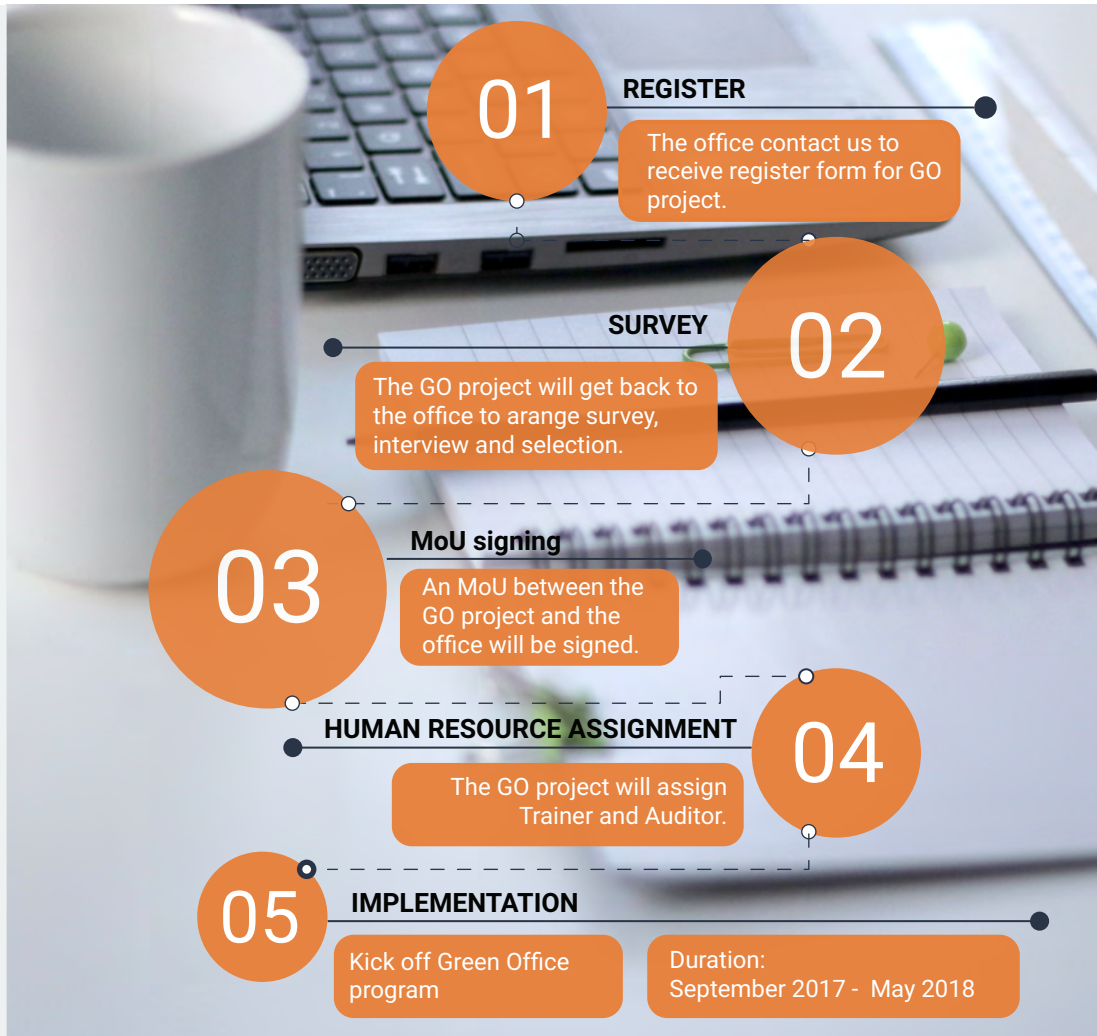 01
REGISTER
The office contact us to
receive register form for GO
project.
SURVEY
02
The GO project will get back to
the office to arange survey,
interview and selection.
03
MoU signing
An MoU between the
GO project and the
office will be signed.
HUMAN RESOURCE ASSIGNMENT
04
The GO project will assign
Trainer and Auditor.
05
IMPLEMENTATION
Kick off Green Office
program
Duration:
September 2017 - May 2018